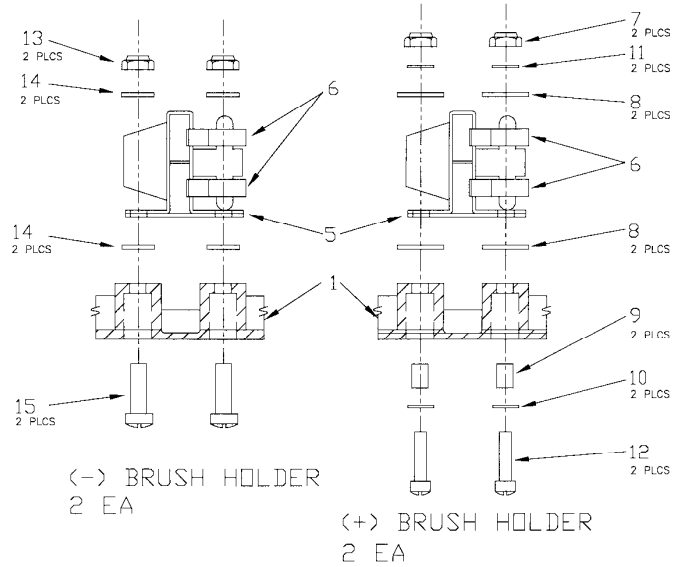 13
2 PLCS
14
2 PLCS
6
14
2 PLCS
5
1
15
2 PLCS
(-) BRUSH HOLDER
2 EA
7
2 PLCS
11
2 PLCS
8
2 PLCS
6
8
2 PLCS
9
2 PLCS
10
2 PLCS
12
2 PLCS
(+) BRUSH HOLDER
2 EA